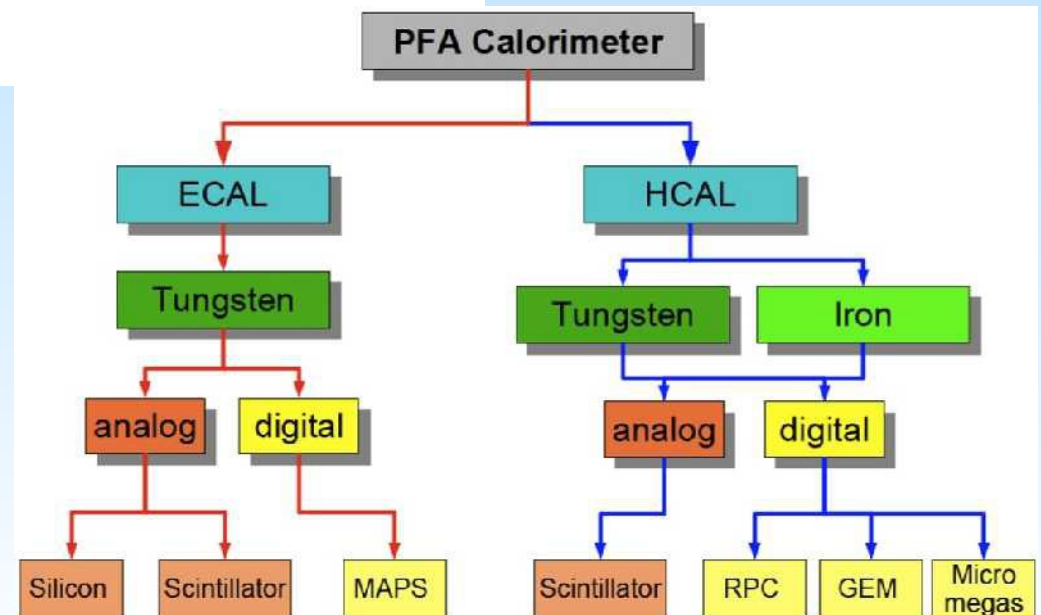 PFA Calorimeter
ECAL
HCAL
Tungsten
Tungsten
Iron
analog
digital
analog
digital
Silicon
Scintillator
MAPS
Scintillator
RPC
GEM
Micro
megas